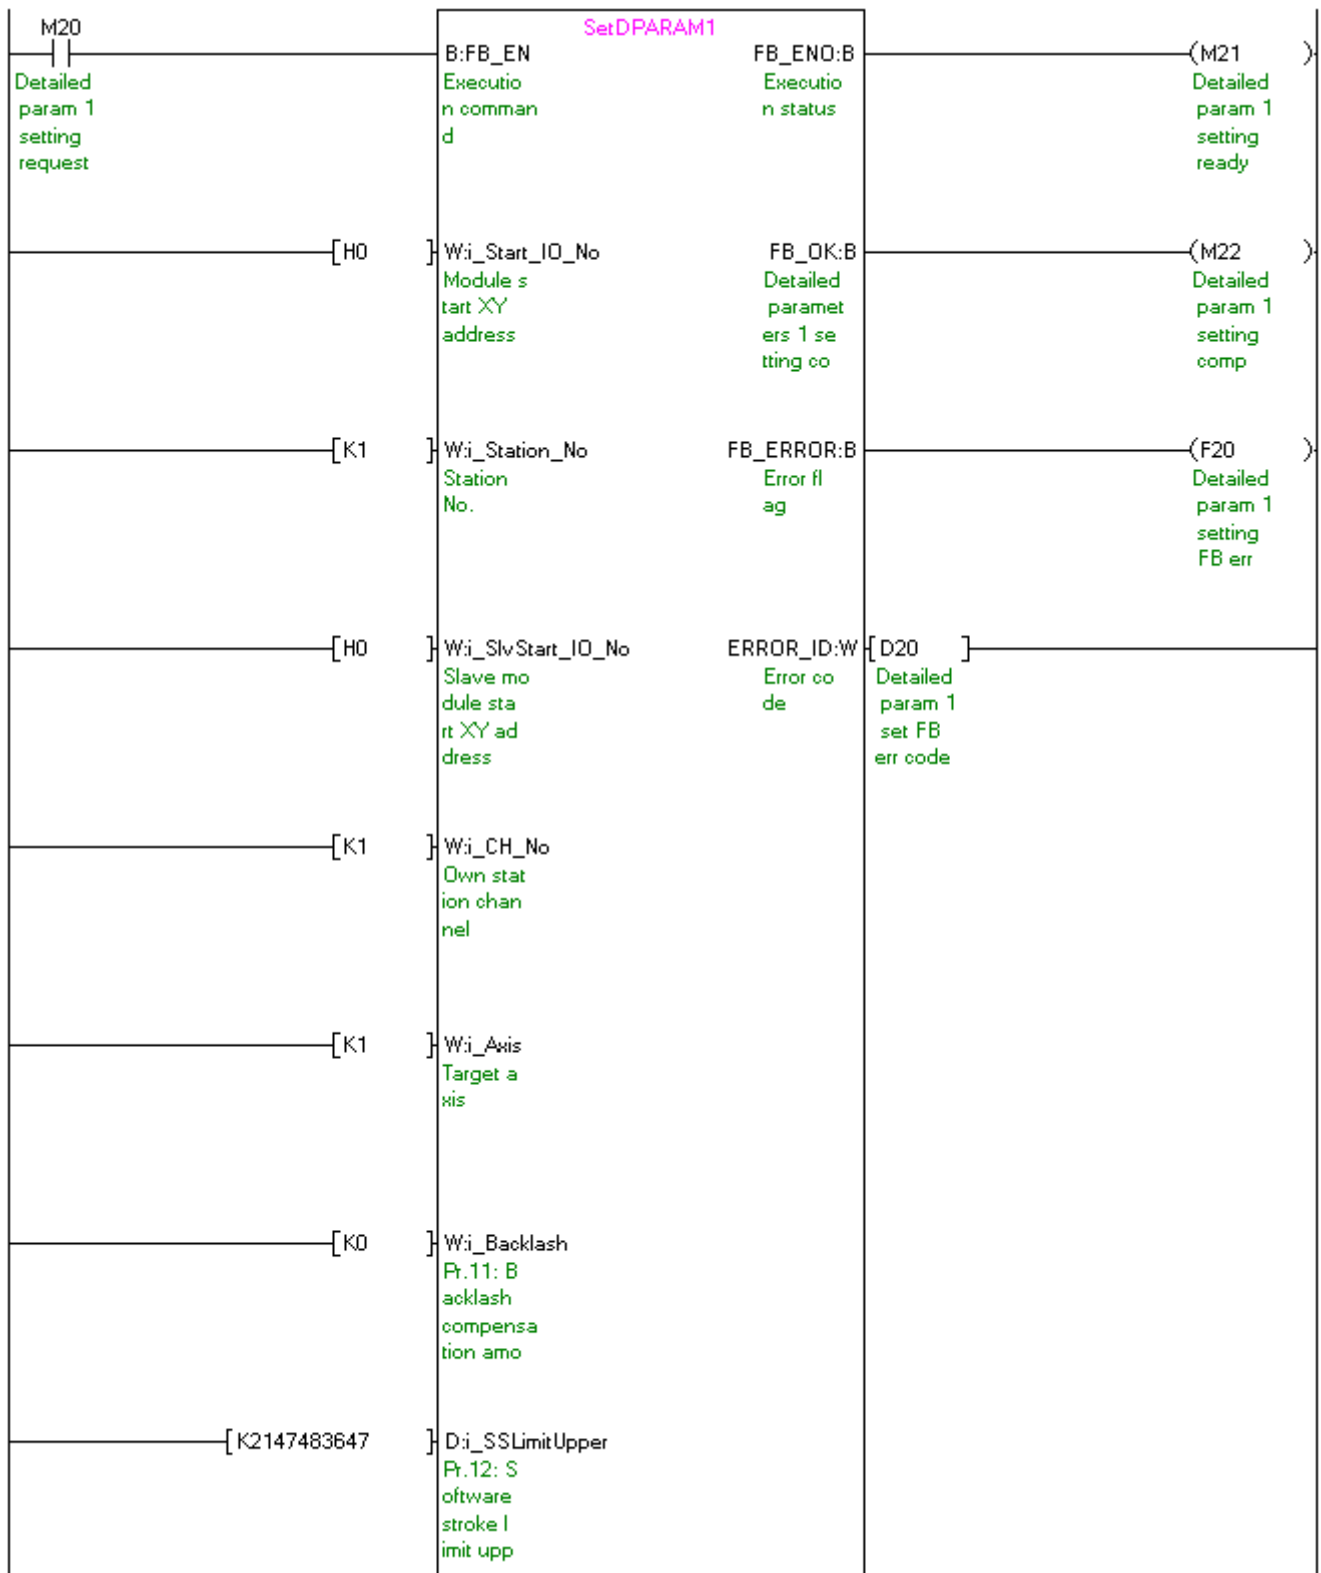 M20
SetDPARAM1
B:FB_EN
FB_ENO:B
(M21 )
Detailed
param 1
setting
request
Executio
n comman
d
Executio
n status
Detailed
param 1
setting
ready
[H0 ]
W:i_Start_IO_No
FB_OK:B
(M22 )
Module s
tart XY
address
Detailed
paramet
ers 1 se
tting co
Detailed
param 1
setting
comp
[K1 ]
W:i_Station_No
FB_ERROR:B
(F20 )
Station
No.
Error fl
ag
Detailed
param 1
setting
FB err
[H0 ]
W:i_SlvStart_IO_No
ERROR_ID:W
[D20 ]
Slave mo
dule sta
rt XY ad
dress
Error co
de
Detailed
param 1
set FB
err code
[K1 ]
W:i_CH_No
Own stat
ion chan
nel
[K1 ]
W:i_Axis
Target a
xis
[K0 ]
W:i_Backlash
Pr.11: B
acklash
compensa
tion amo
[K2147483647 ]
D:i_SSLimitUpper
Pr.12: S
oftware
stroke l
imit upp